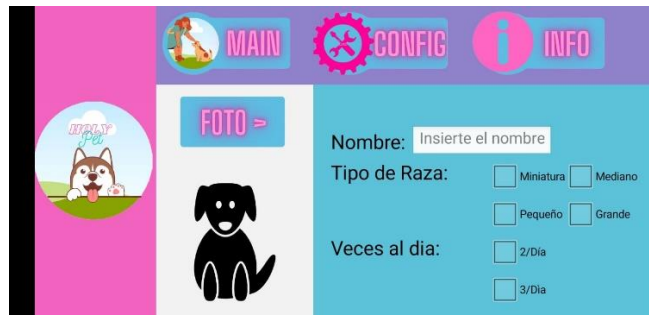 MAIN
CONFIG
INFO
HOLY
Pet
FOTO >
Nombre: Insierte el nombre
Tipo de Raza:
Miniatura Mediano
Pequeño Grande
Veces al dia:
2/Día
3/Dia